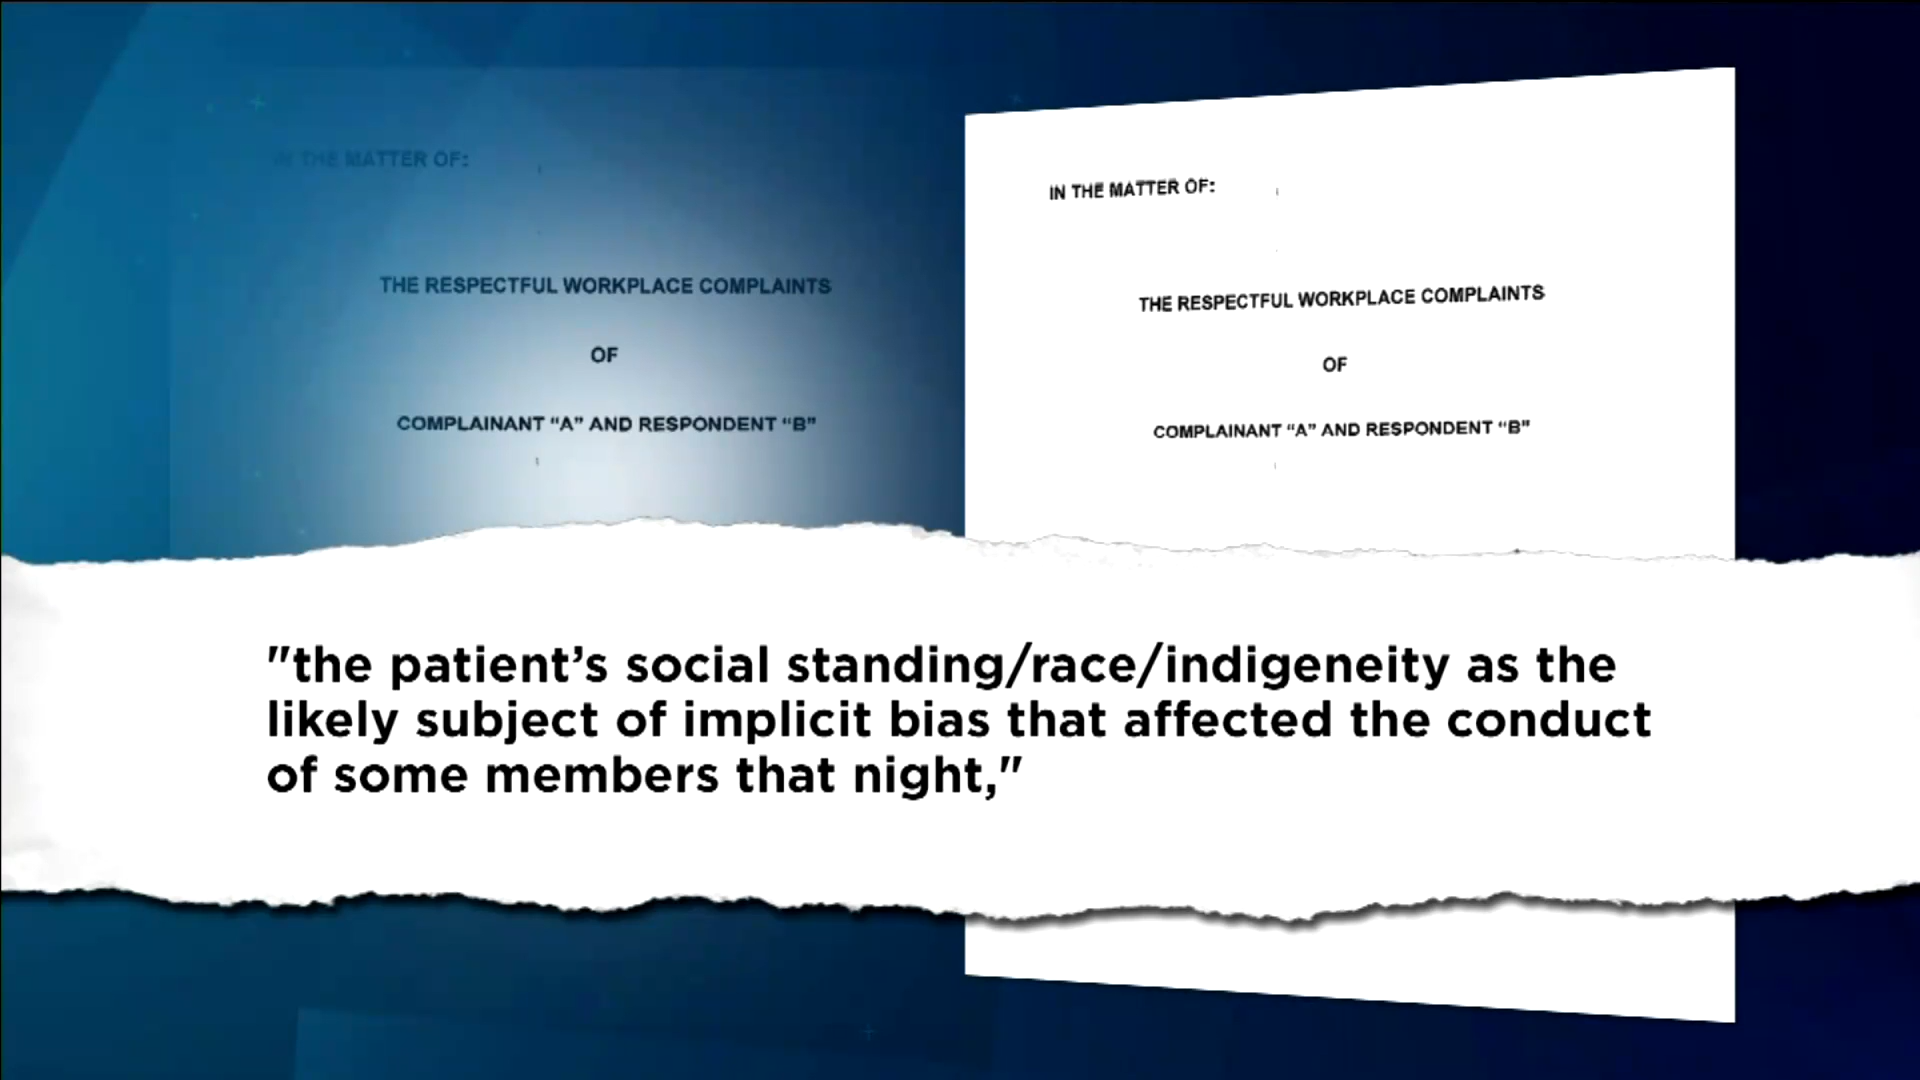 IN THE MATTER OF:
THE RESPECTFUL WORKPLACE COMPLAINTS
OF
COMPLAINANT “A” AND RESPONDENT “B”
IN THE MATTER OF:
THE RESPECTFUL WORKPLACE COMPLAINTS
OF
COMPLAINANT “A” AND RESPONDENT “B”
"the patient’s social standing/race/indigeneity as the
likely subject of implicit bias that affected the conduct
of some members that night,"